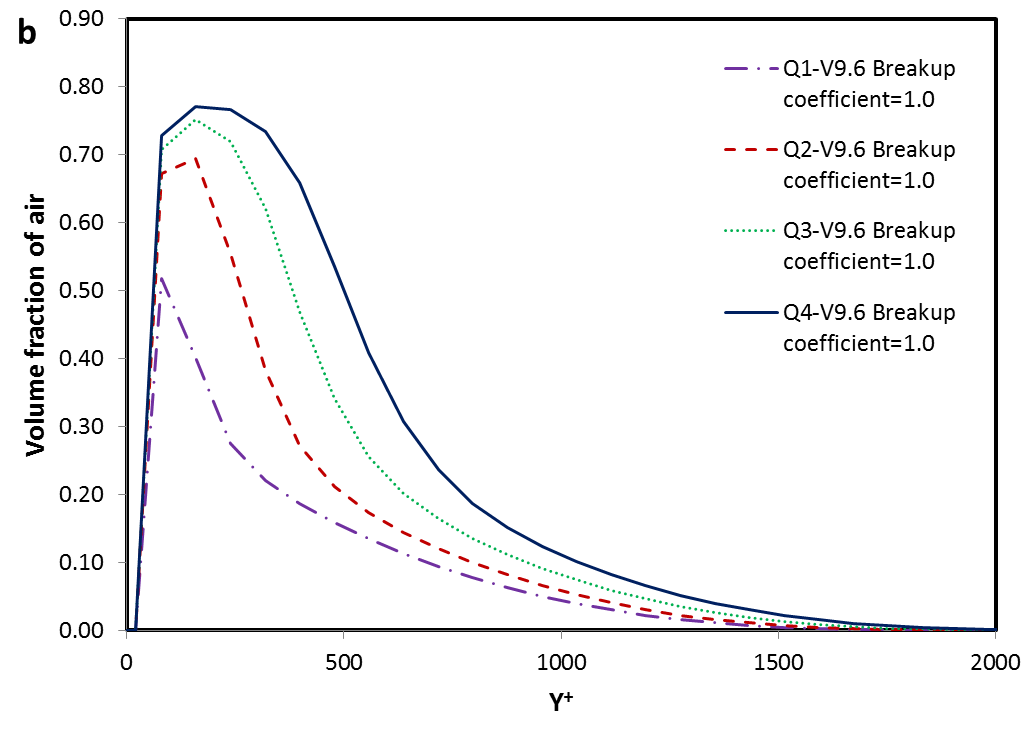 b
0.90
0.80
0.70
0.60
0.50
0.40
0.30
0.20
0.10
0.00
Volume fraction of air
Q1-V9.6 Breakup
coefficient=1.0
Q2-V9.6 Breakup
coefficient=1.0
Q3-V9.6 Breakup
coefficient=1.0
Q4-V9.6 Breakup
coefficient=1.0
0 500 1000 1500 2000
Y⁺